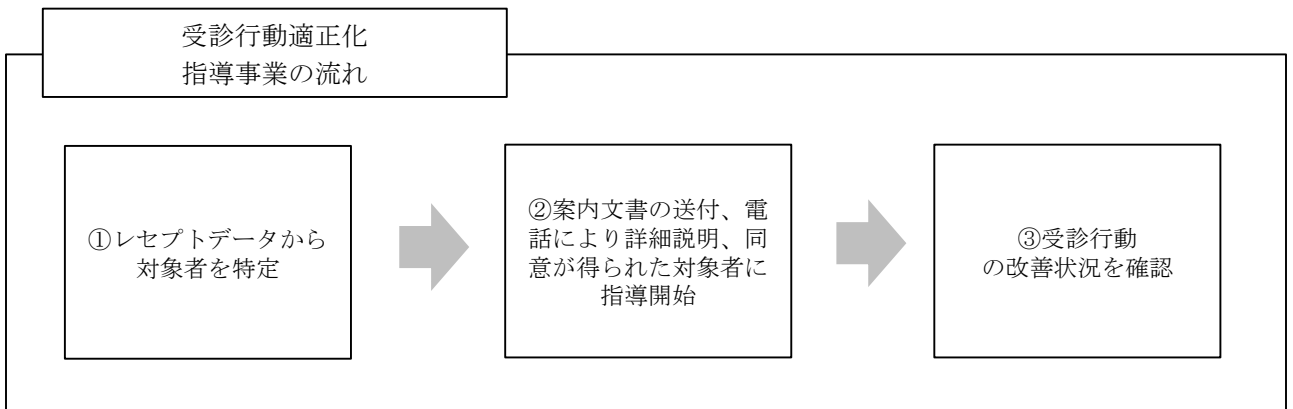 受診行動適正化
指導事業の流れ
①レセプトデータから
対象者を特定
②案内文書の送付、電
話により詳細説明、同
意が得られた対象者に
指導開始
③受診行動
の改善状況を確認